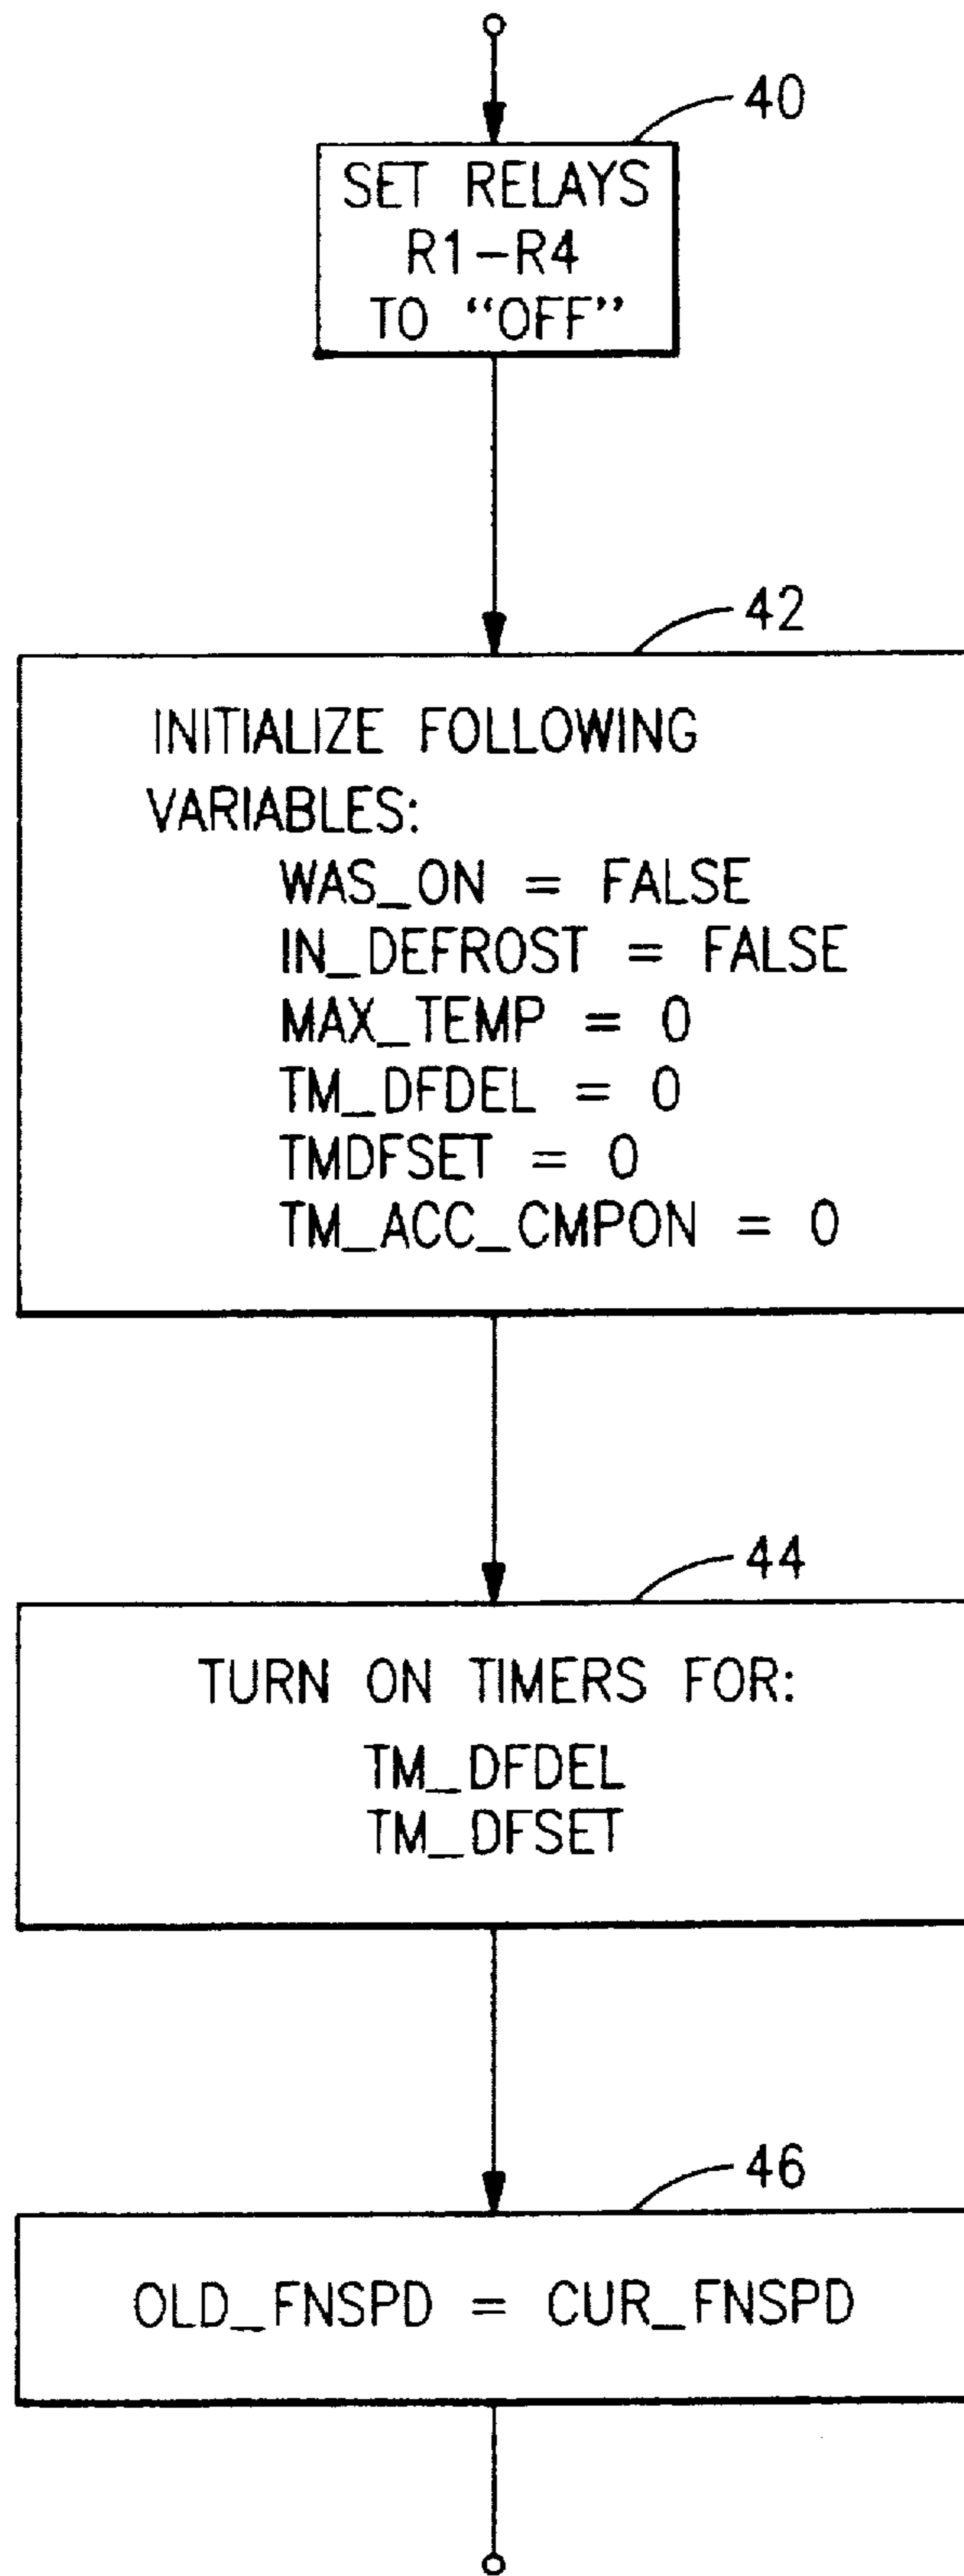 40
SET RELAYS
R1-R4
TO “OFF”
42
INITIALIZE FOLLOWING
VARIABLES:
WAS_ON = FALSE
IN_DEFROST = FALSE
MAX_TEMP = 0
TM_DFDEL = 0
TMDFSET = 0
TM_ACC_CMPON = 0
44
TURN ON TIMERS FOR:
TM_DFDEL
TM_DFSET
46
OLD_FNSPD = CUR_FNSPD